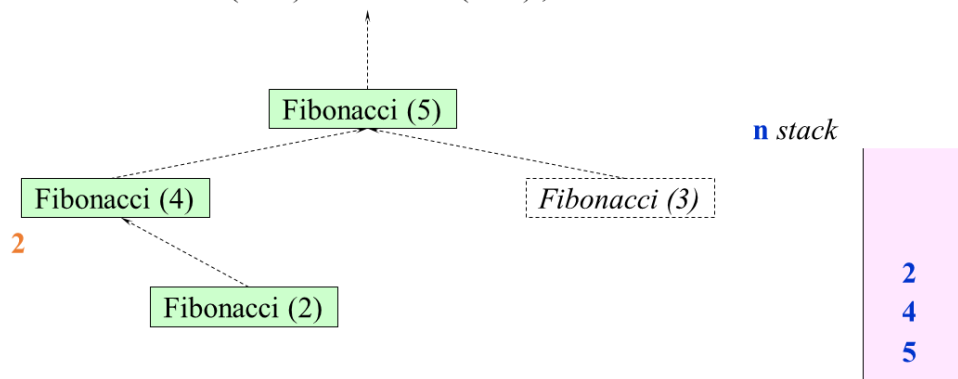 Fibonacci (5)
n stack
Fibonacci (4)
Fibonacci (3)
2
2
Fibonacci (2)
4
5